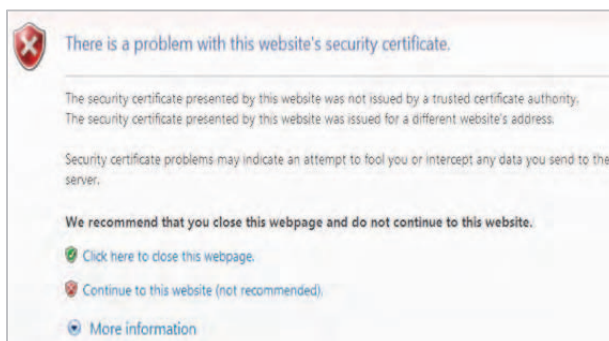 There is a problem with this website's security certificate.
The security certificate presented by this website was not issued by a trusted certificate authority.
The security certificate presented by this website was issued for a different website's address.
Security certificate problems may indicate an attempt to fool you or intercept any data you send to the
server.
We recommend that you close this webpage and do not continue to this website.
Click here to close this webpage.
Continue to this website (not recommended).
More information